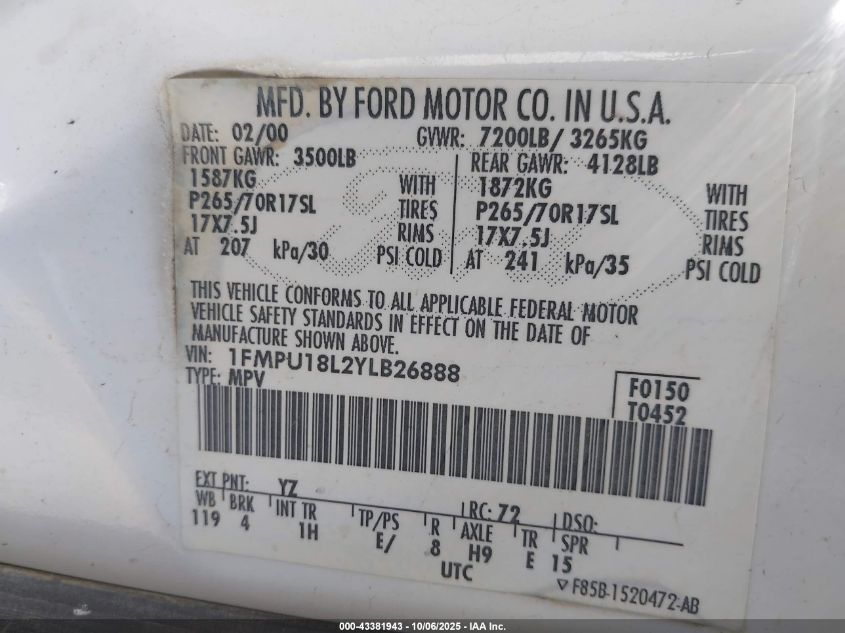 MFD. BY FORD MOTOR CO. IN U.S.A.
DATE: 02/00 GVWR: 7200LB/ 3265KG
FRONT GAWR: 3500LB REAR GAWR: 4128LB
1587KG WITH 1872KG WITH
P265/70R17SL TIRES P265/70R17SL TIRES
17X7.5J RIMS 17X7.5J RIMS
AT 207 kPa/30 PSI COLD AT 241 kPa/35 PSI COLD
THIS VEHICLE CONFORMS TO ALL APPLICABLE FEDERAL MOTOR
VEHICLE SAFETY STANDARDS IN EFFECT ON THE DATE OF
MANUFACTURE SHOWN ABOVE.
VIN: 1FMPU18L2YLB26888
TYPE: MPV
F0150
T0452
EXT PNT: YZ RC: 72 DSO:
WB BRK INT TR TP/PS R AXLE TR SPR
119 4 1H E/ 8 H9 E 15
UTC
▽F85B-1520472-AB
000-43381943 - 10/06/2025 - IAA Inc.